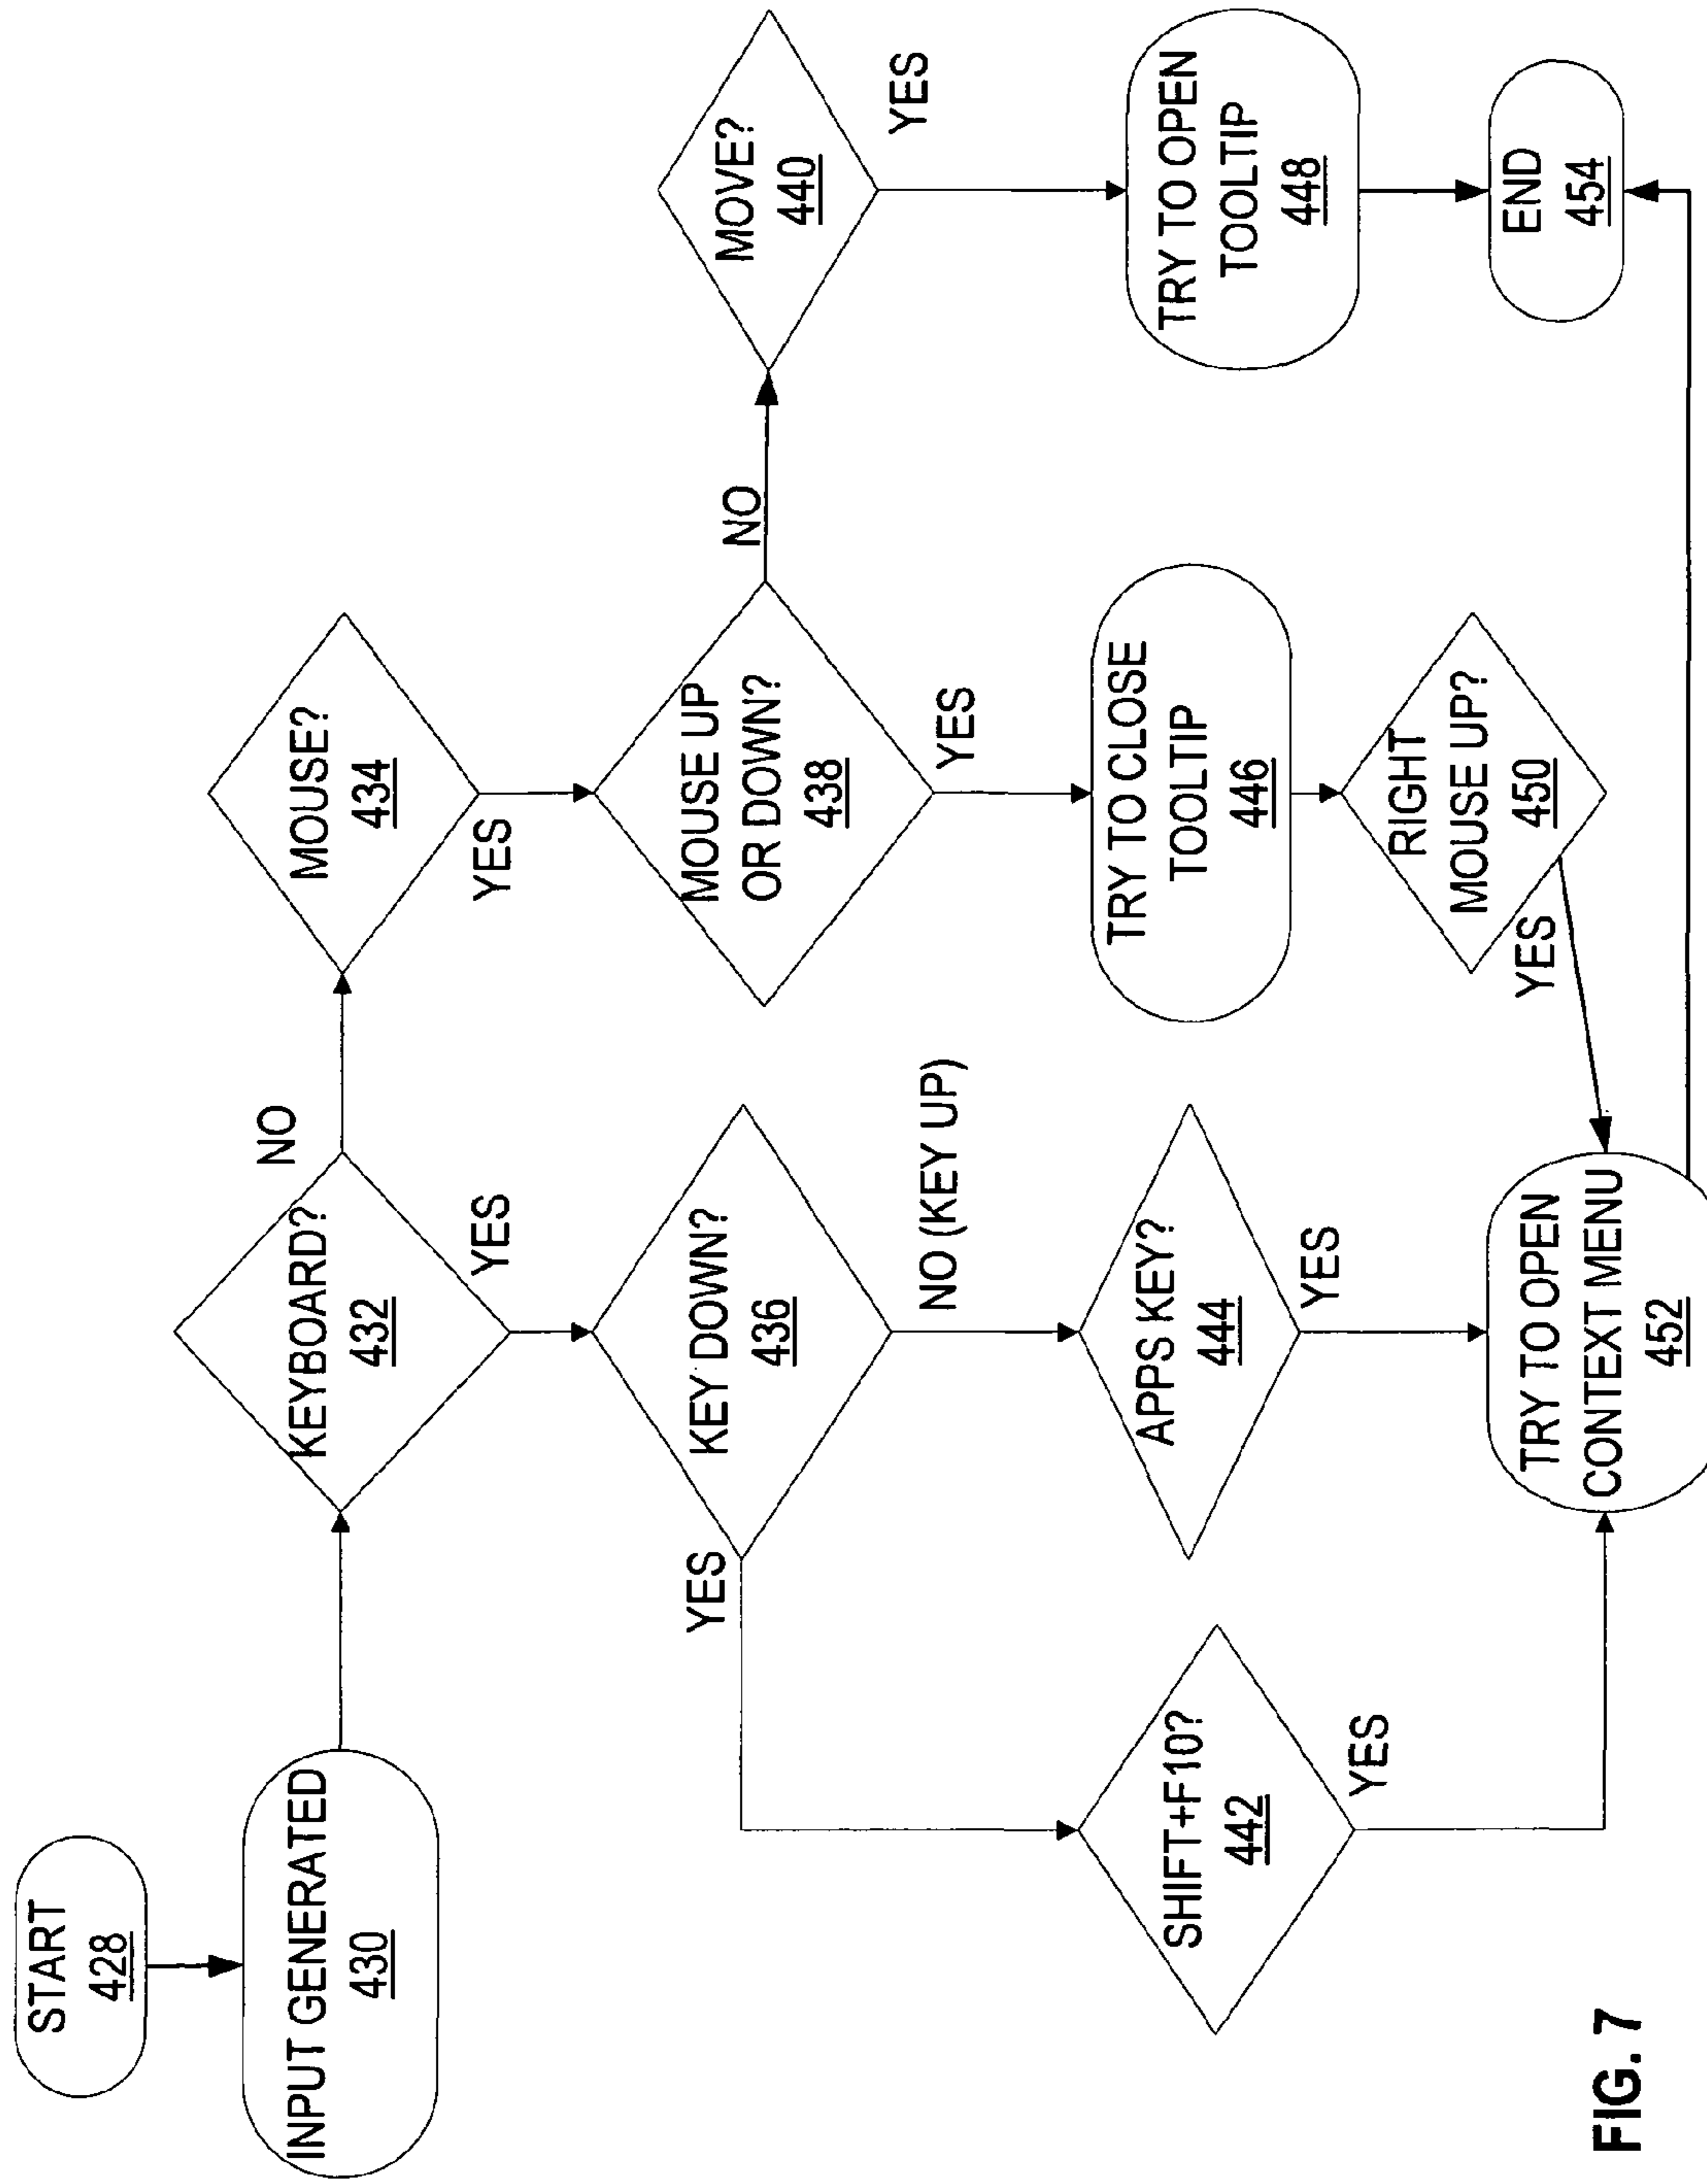 START
428
INPUT GENERATED
430
KEYBOARD?
432
NO
YES
MOUSE?
434
YES
KEY DOWN?
436
YES
NO (KEY UP)
MOUSE UP
OR DOWN?
438
NO
YES
MOVE?
440
YES
SHIFT+F10?
442
YES
APPS KEY?
444
YES
TRY TO CLOSE
TOOLTIP
446
TRY TO OPEN
TOOLTIP
448
RIGHT
MOUSE UP?
450
YES
TRY TO OPEN
CONTEXT MENU
452
END
454
FIG. 7